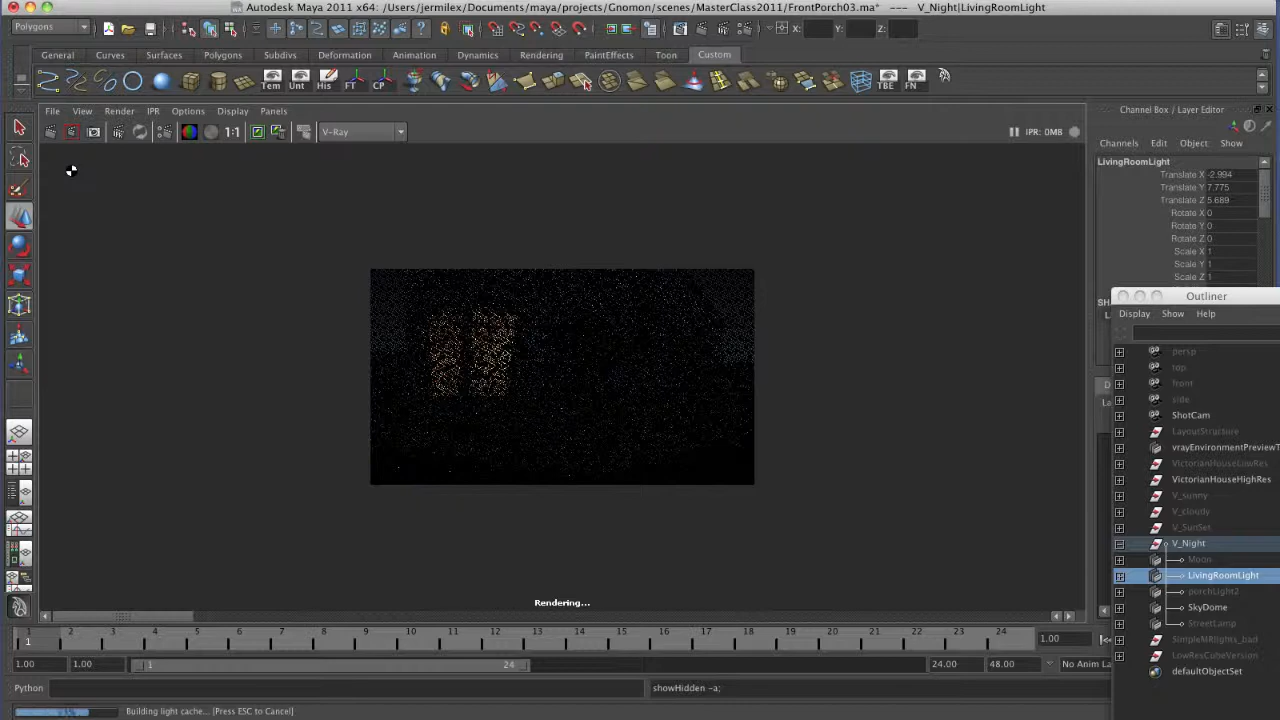 Autodesk Maya 2011 x64: /Users/jermilex/Documents/maya/projects/Gnomon/scenes/MasterClass2011/FrontPorch03.ma* --- V_Night|LivingRoomLight
Polygons X: Y: Z:
General Curves Surfaces Polygons Subdivs Deformation Animation Dynamics Rendering PaintEffects Toon Custom
Tem Unt His FT CP TBE FN
File View Render IPR Options Display Panels
1:1 V-Ray IPR: 0MB
Channel Box / Layer Editor
Channels Edit Object Show
LivingRoomLight
Translate X -2.994
Translate Y 7.775
Translate Z 5.689
Rotate X 0
Rotate Y 0
Rotate Z 0
Scale X 1
Scale Y 1
Scale Z 1
Outliner
Display Show Help
persp
top
front
side
ShotCam
LayoutStructure
vrayEnvironmentPreviewT
VictorianHouseLowRes
VictorianHouseHighRes
V_sunny
V_cloudy
V_SunSet
V_Night
Moon
LivingRoomLight
porchLight2
SkyDome
StreetLamp
SimpleMRlights_bad
LowResCubeVersion
defaultObjectSet
Rendering...
1 2 3 4 5 6 7 8 9 10 11 12 13 14 15 16 17 18 19 20 21 22 23 24
1 1.00
1.00 1.00 1 24 24.00 48.00 No Anim La
Python showHidden -a;
Building light cache... [Press ESC to Cancel]